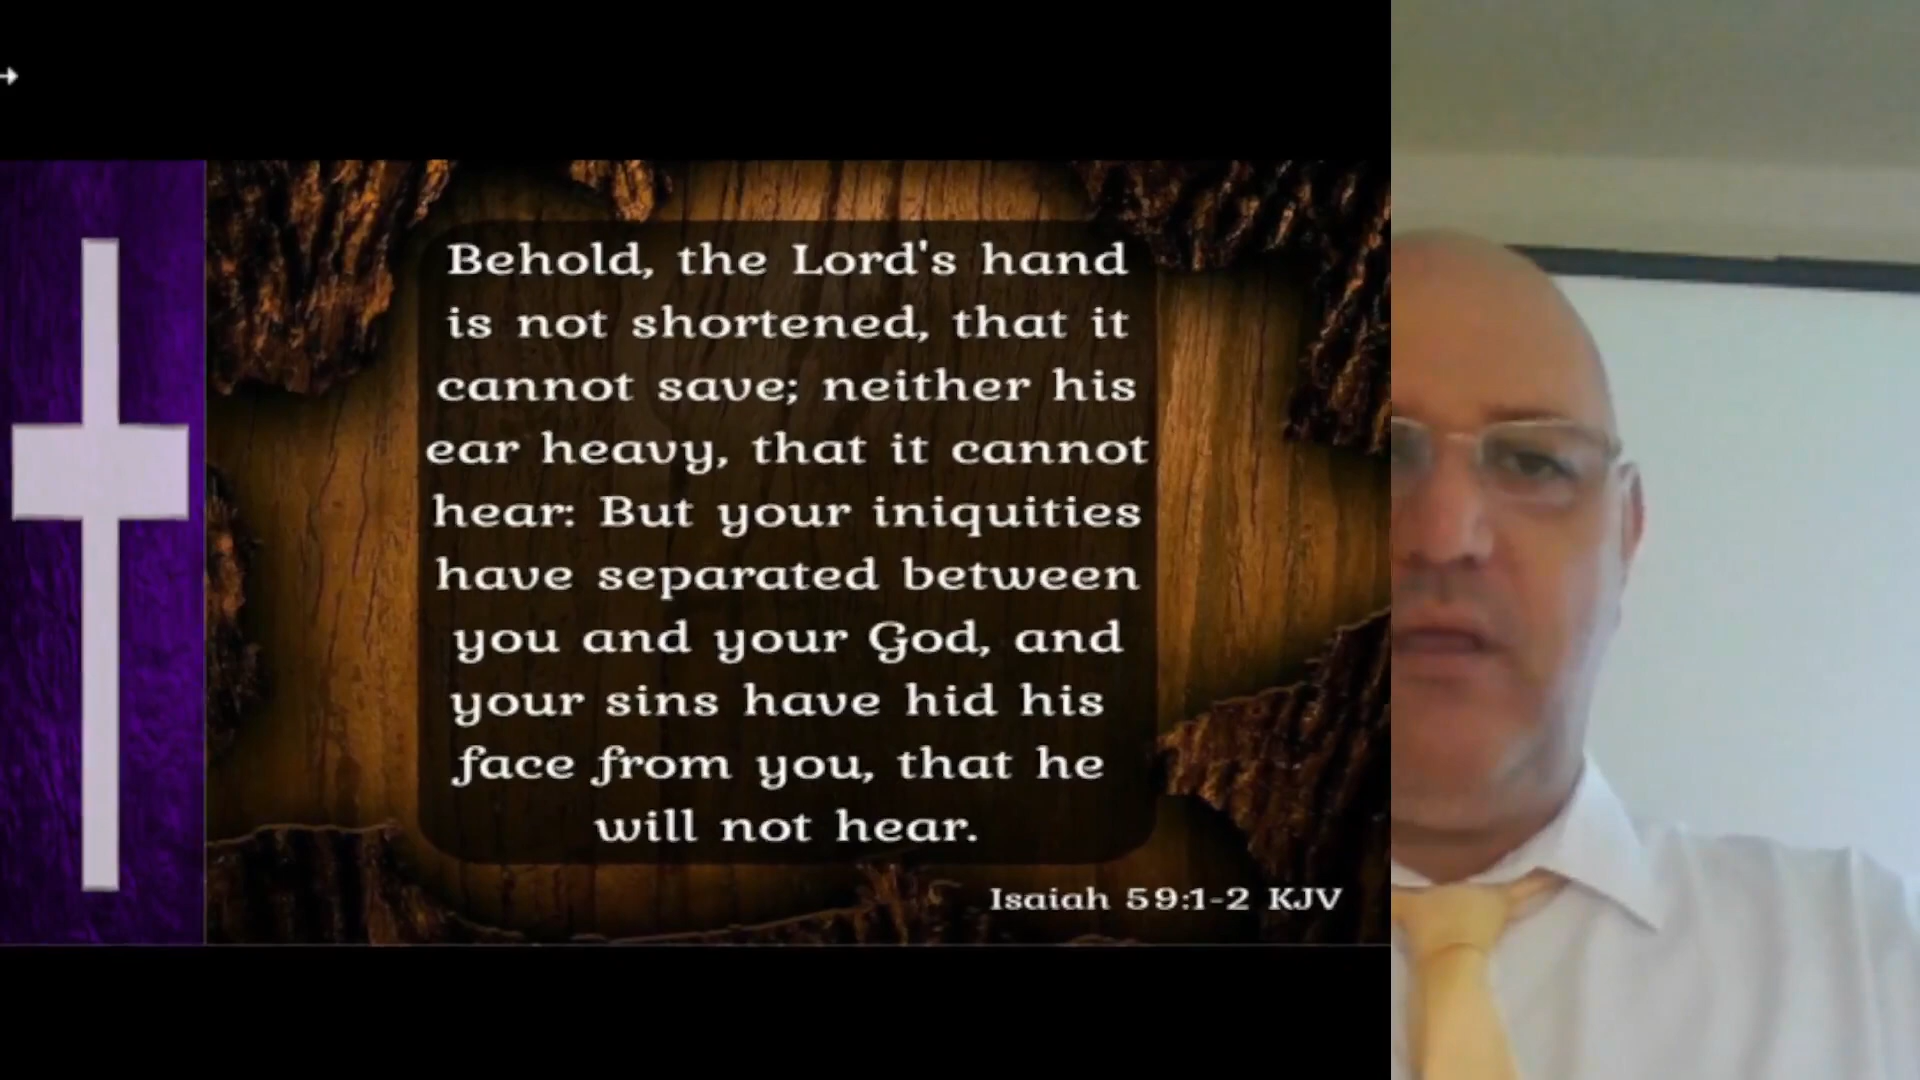 Behold, the Lord's hand
is not shortened, that it
cannot save; neither his
ear heavy, that it cannot
hear: But your iniquities
have separated between
you and your God, and
your sins have hid his
face from you, that he
will not hear.
Isaiah 59:1-2 KJV